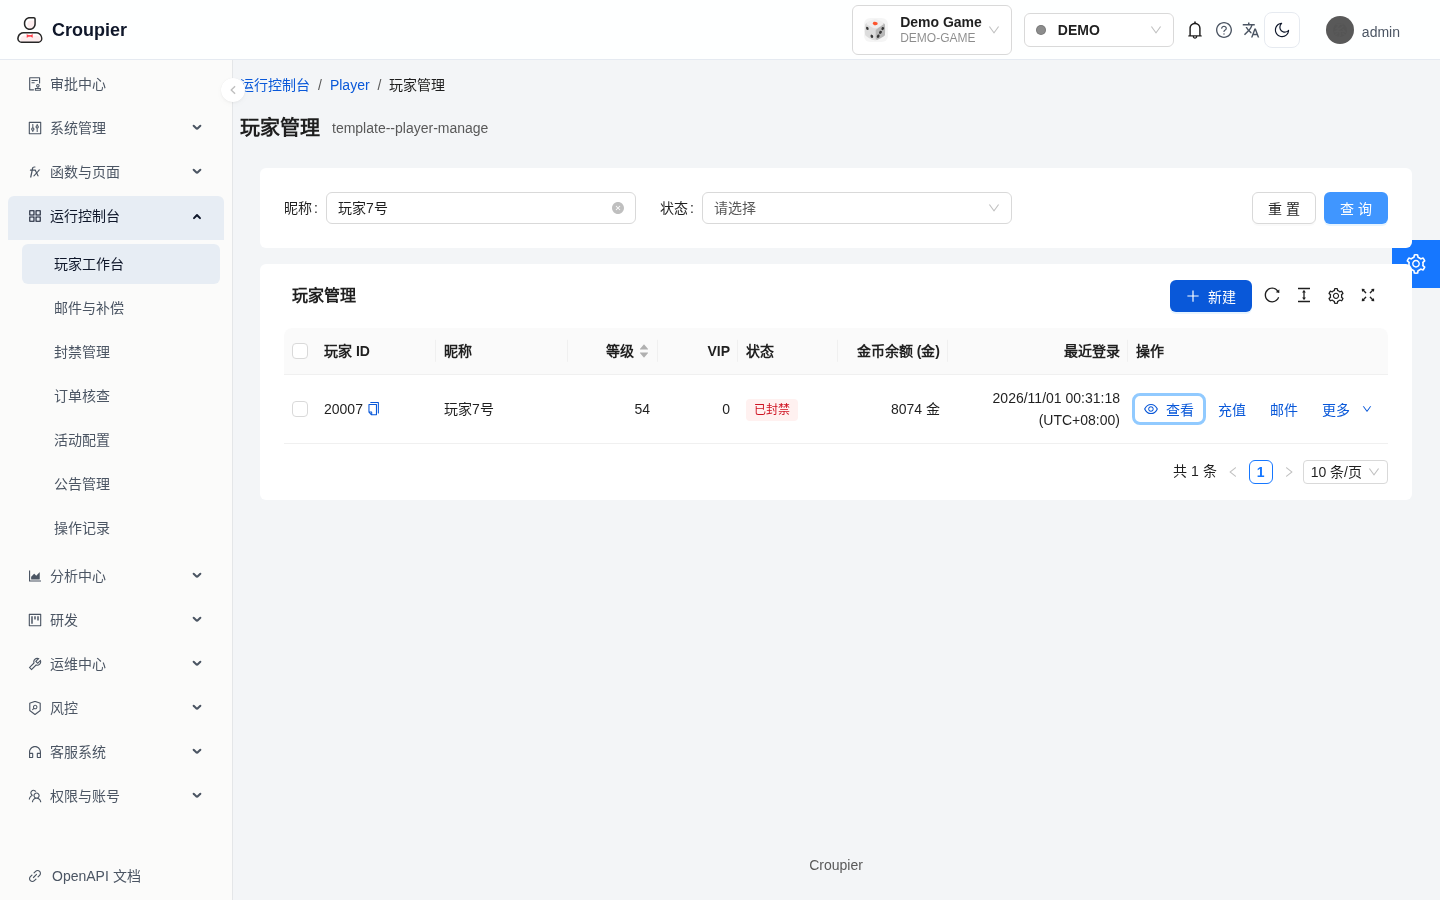 Croupier
Demo Game
DEMO-GAME
DEMO
admin
审批中心
系统管理
函数与页面
运行控制台
玩家工作台
邮件与补偿
封禁管理
订单核查
活动配置
公告管理
操作记录
分析中心
研发
运维中心
风控
客服系统
权限与账号
OpenAPI 文档
运行控制台 / Player / 玩家管理
玩家管理 template--player-manage
昵称: 玩家7号 状态: 请选择 重 置 查 询
玩家管理 新建
玩家 ID 昵称 等级 VIP 状态 金币余额 (金) 最近登录 操作
20007 玩家7号 54 0 已封禁 8074 金 2026/11/01 00:31:18 (UTC+08:00) 查看 充值 邮件 更多
共 1 条 1 10 条/页
Croupier